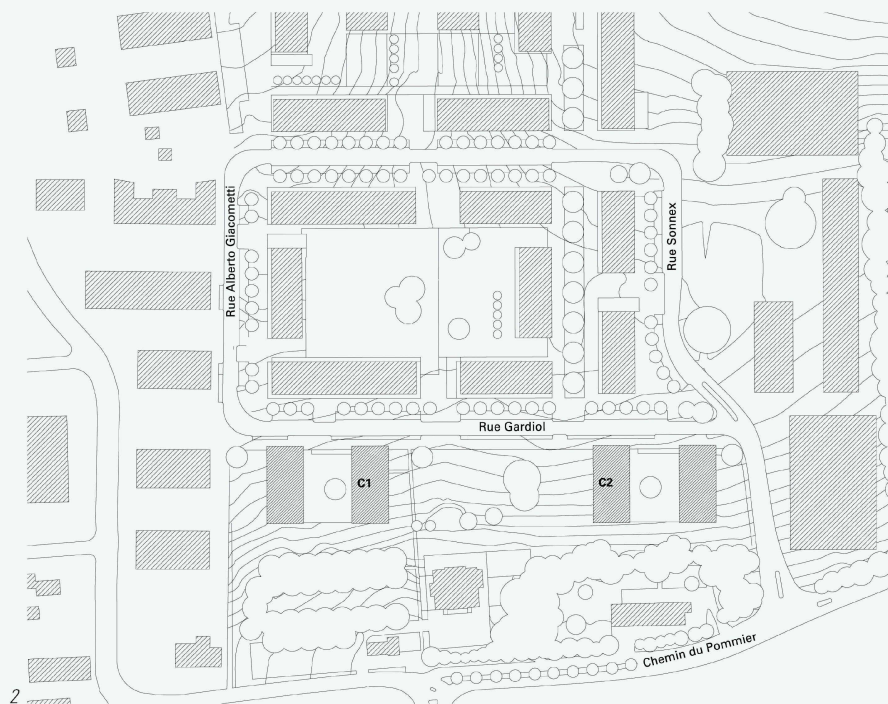 Rue Alberto Giacometti
Rue Sonnex
Rue Gardiol
C1
C2
Chemin du Pommier
2